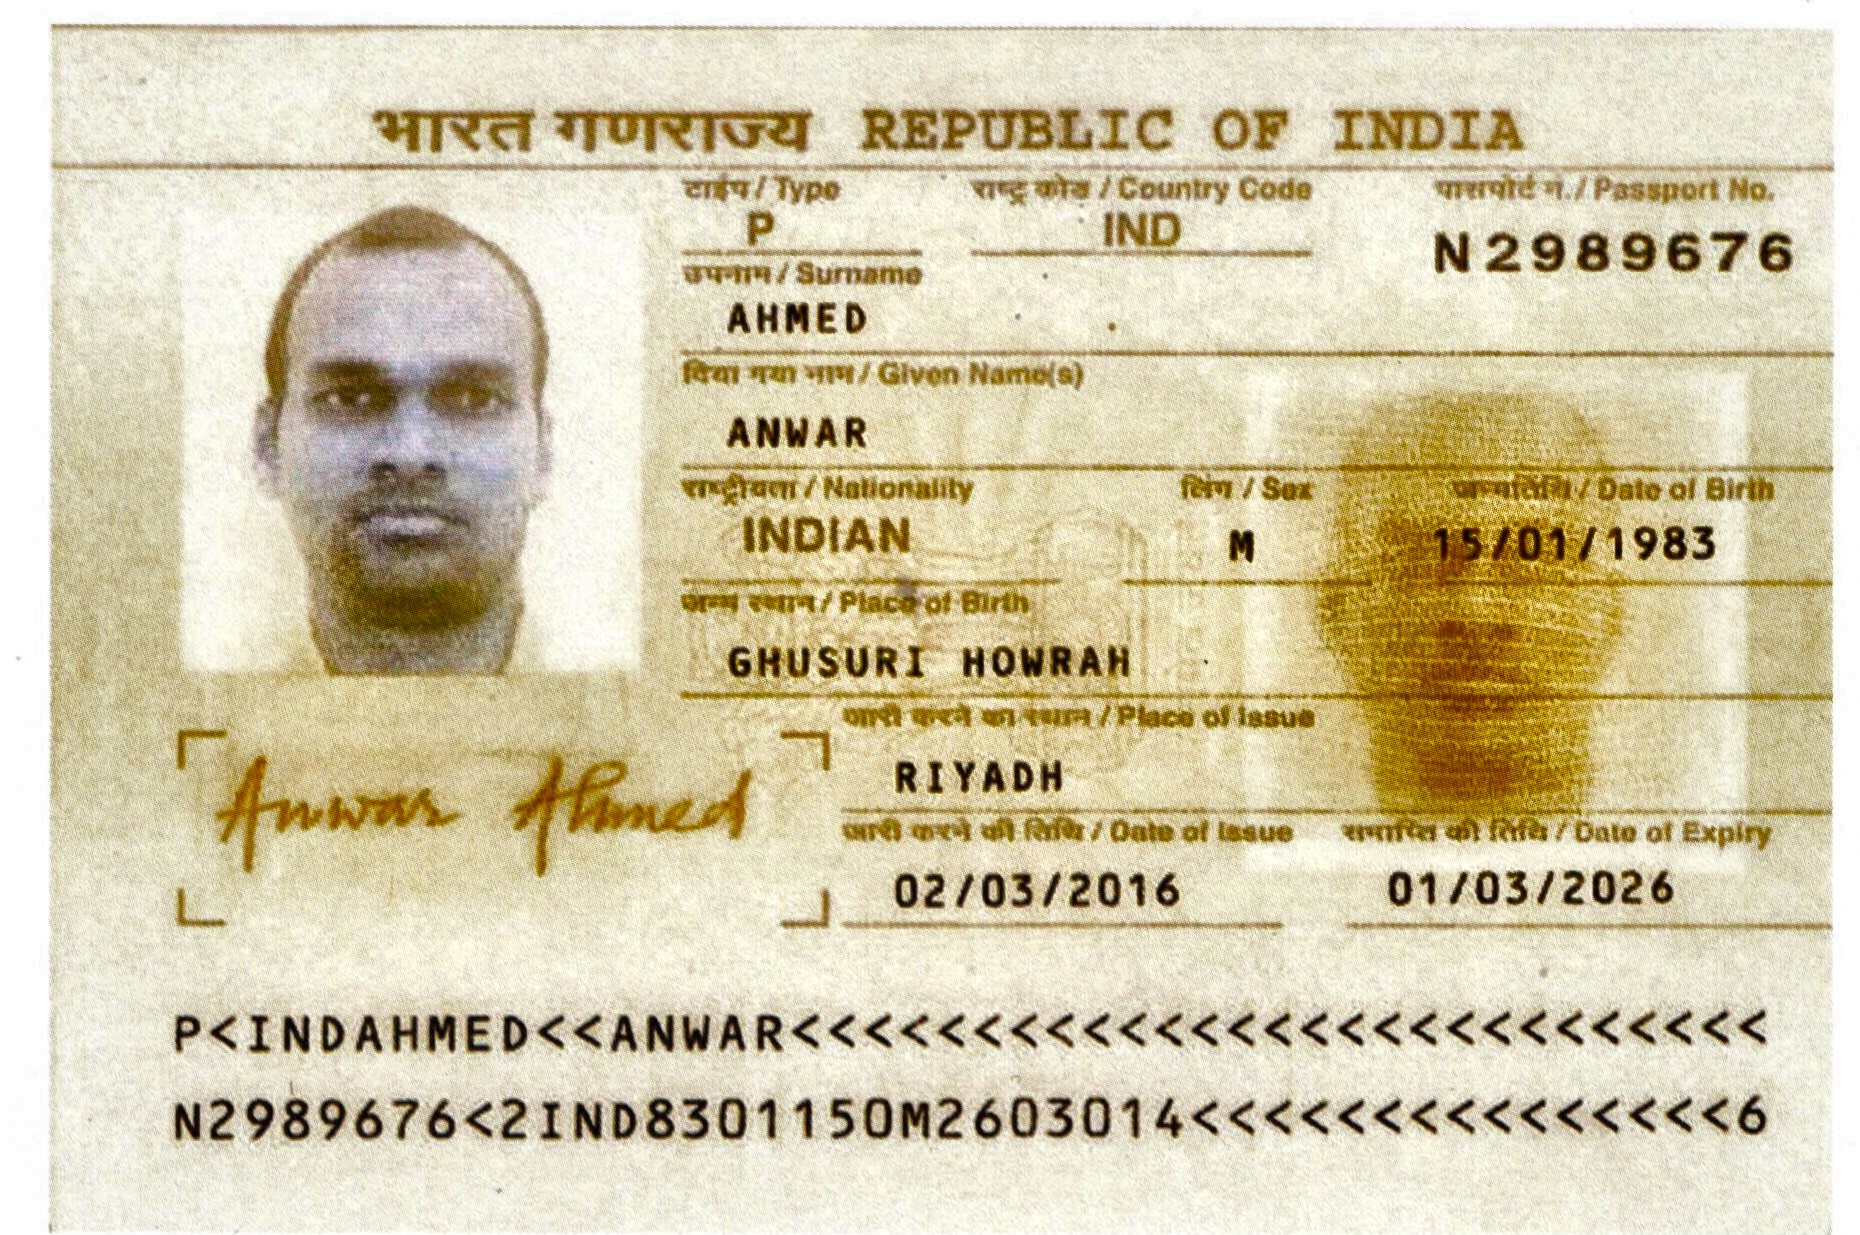 भारत गणराज्य REPUBLIC OF INDIA
टाईप / Type राष्ट्र कोड / Country Code पासपोर्ट नं. / Passport No.
P IND N2989676
उपनाम / Surname
AHMED
दिया गया नाम / Given Name(s)
ANWAR
राष्ट्रीयता / Nationality लिंग / Sex जन्मतिथि / Date of Birth
INDIAN M 15/01/1983
जन्म स्थान / Place of Birth
GHUSURI HOWRAH
जारी करने का स्थान / Place of Issue
RIYADH
Anwar Ahmed
जारी करने की तिथि / Date of Issue समाप्ति की तिथि / Date of Expiry
02/03/2016 01/03/2026
P<INDAHMED<<ANWAR<<<<<<<<<<<<<<<<<<<<<<<<<<<
N2989676<2IND8301150M2603014<<<<<<<<<<<<<<<6